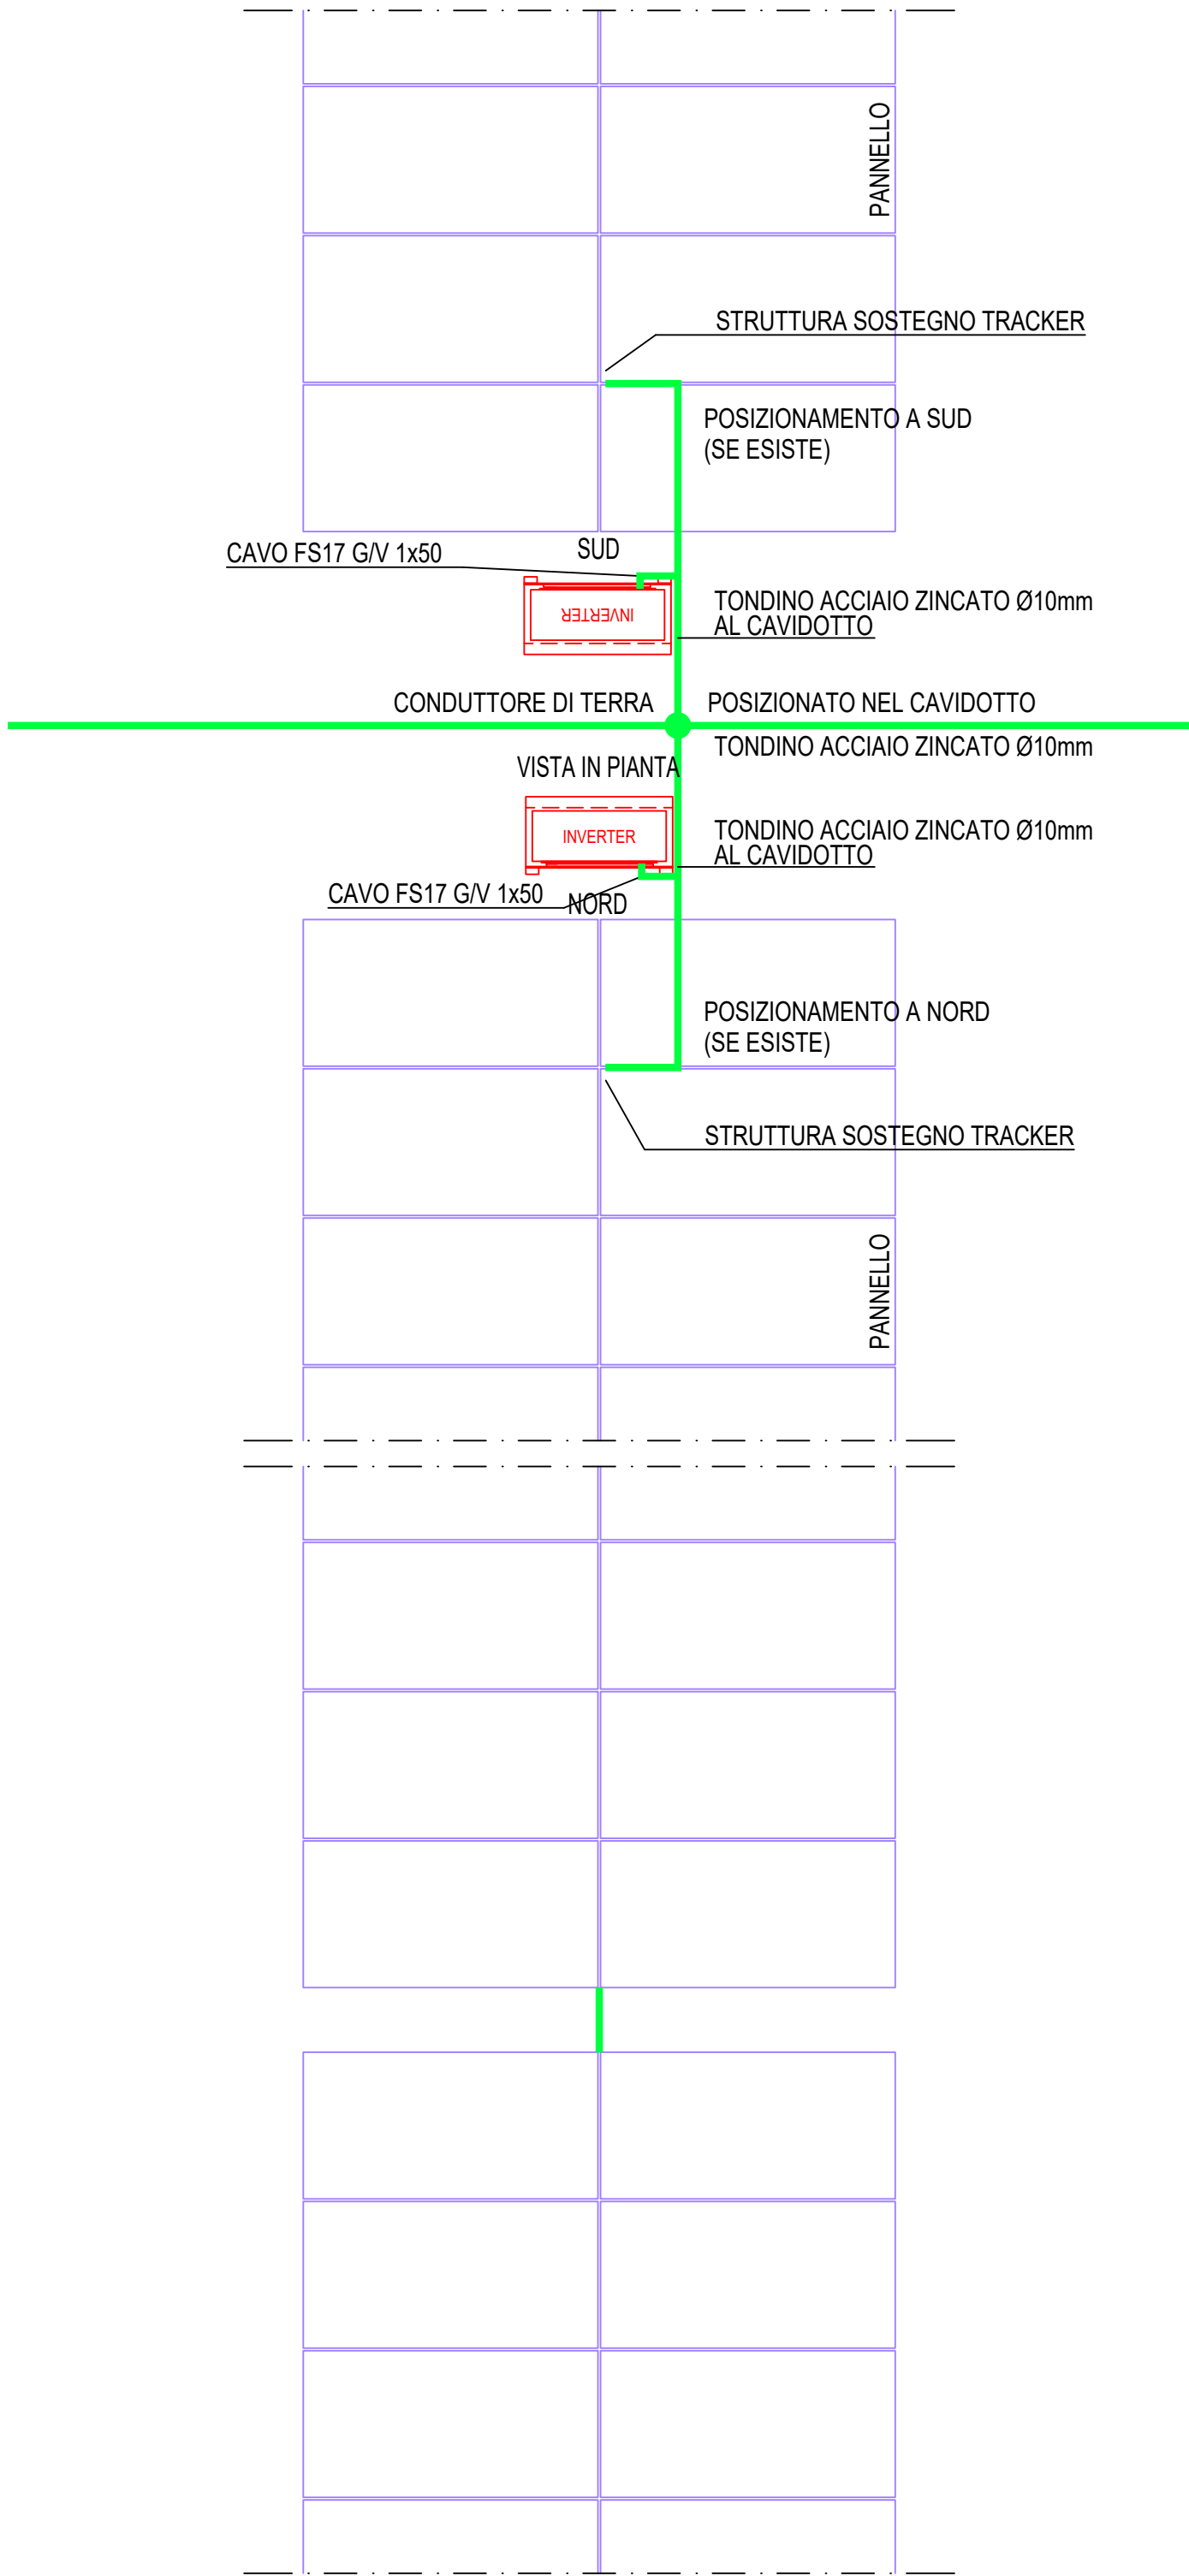 PANNELLO
STRUTTURA SOSTEGNO TRACKER
POSIZIONAMENTO A SUD
(SE ESISTE)
SUD
CAVO FS17 G/V 1x50
INVERTER
TONDINO ACCIAIO ZINCATO Ø10mm
AL CAVIDOTTO
CONDUTTORE DI TERRA
POSIZIONATO NEL CAVIDOTTO
TONDINO ACCIAIO ZINCATO Ø10mm
VISTA IN PIANTA
INVERTER
TONDINO ACCIAIO ZINCATO Ø10mm
AL CAVIDOTTO
CAVO FS17 G/V 1x50
NORD
POSIZIONAMENTO A NORD
(SE ESISTE)
STRUTTURA SOSTEGNO TRACKER
PANNELLO